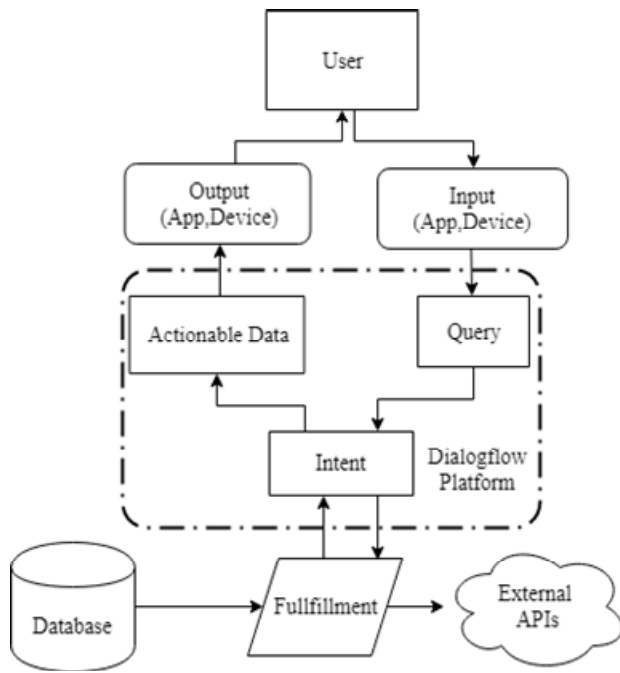 User
Output
(App,Device)
Input
(App,Device)
Actionable Data
Query
Intent
Dialogflow
Platform
Database
Fullfillment
External
APIs